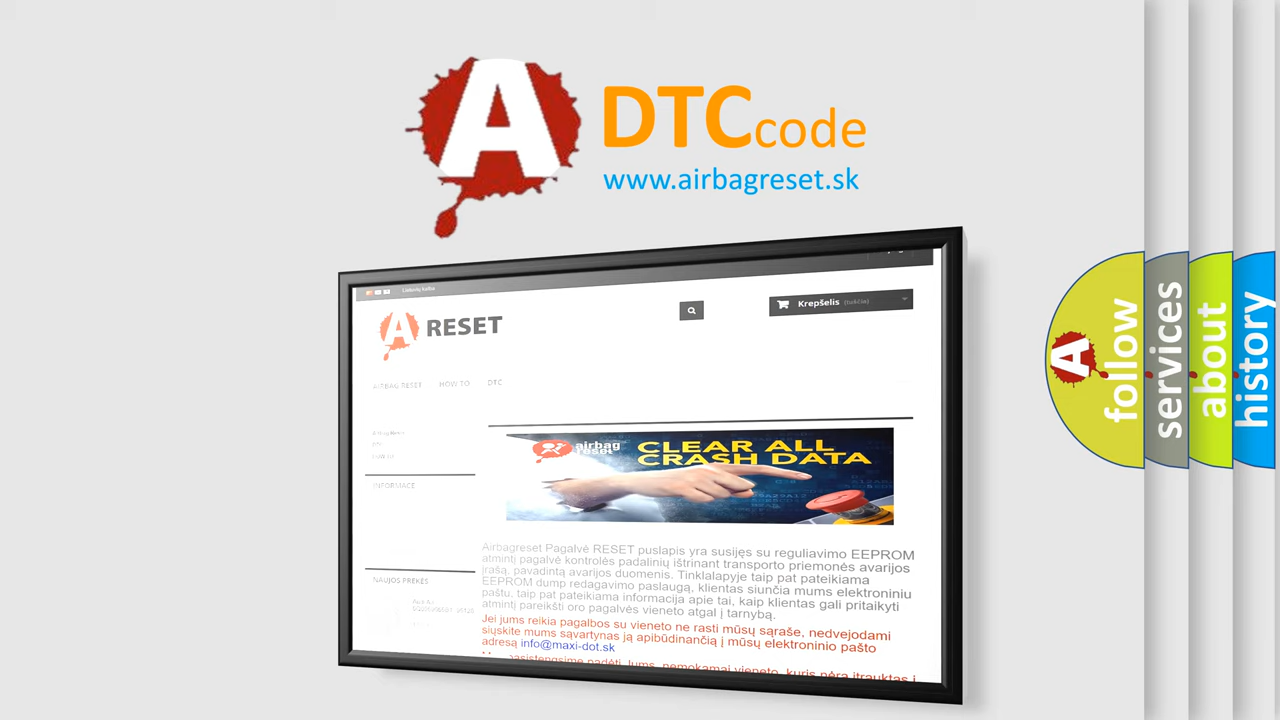 A
DTCcode
www.airbagreset.sk
Lietuvių kalba
Krepšelis (tuščia)
A RESET
AIRBAG RESET HOW TO DTC
INFORMACE
airbag
reset
CLEAR ALL
CRASH DATA
Airbagreset Pagalvė RESET puslapis yra susijęs su reguliavimo EEPROM
atmintį pagalvė kontrolės padalinių ištrinant transporto priemonės avarijos
įrašą, pavadintą avarijos duomenis. Tinklalapyje taip pat pateikiama
EEPROM dump redagavimo paslaugą, klientas siunčia mums elektroniniu
paštu, taip pat pateikiama informacija apie tai, kaip klientas gali pritaikyti
atmintį pareikšti oro pagalvės vieneto atgal į tarnybą.
Jei jums reikia pagalbos su vieneto ne rasti mūsų sąraše, nedvejodami
siųskite mums sąvartynas ją apibūdinančią į mūsų elektroninio pašto
adresą info@maxi-dot.sk
NAUJOS PREKĖS
A
follow
services
about
history